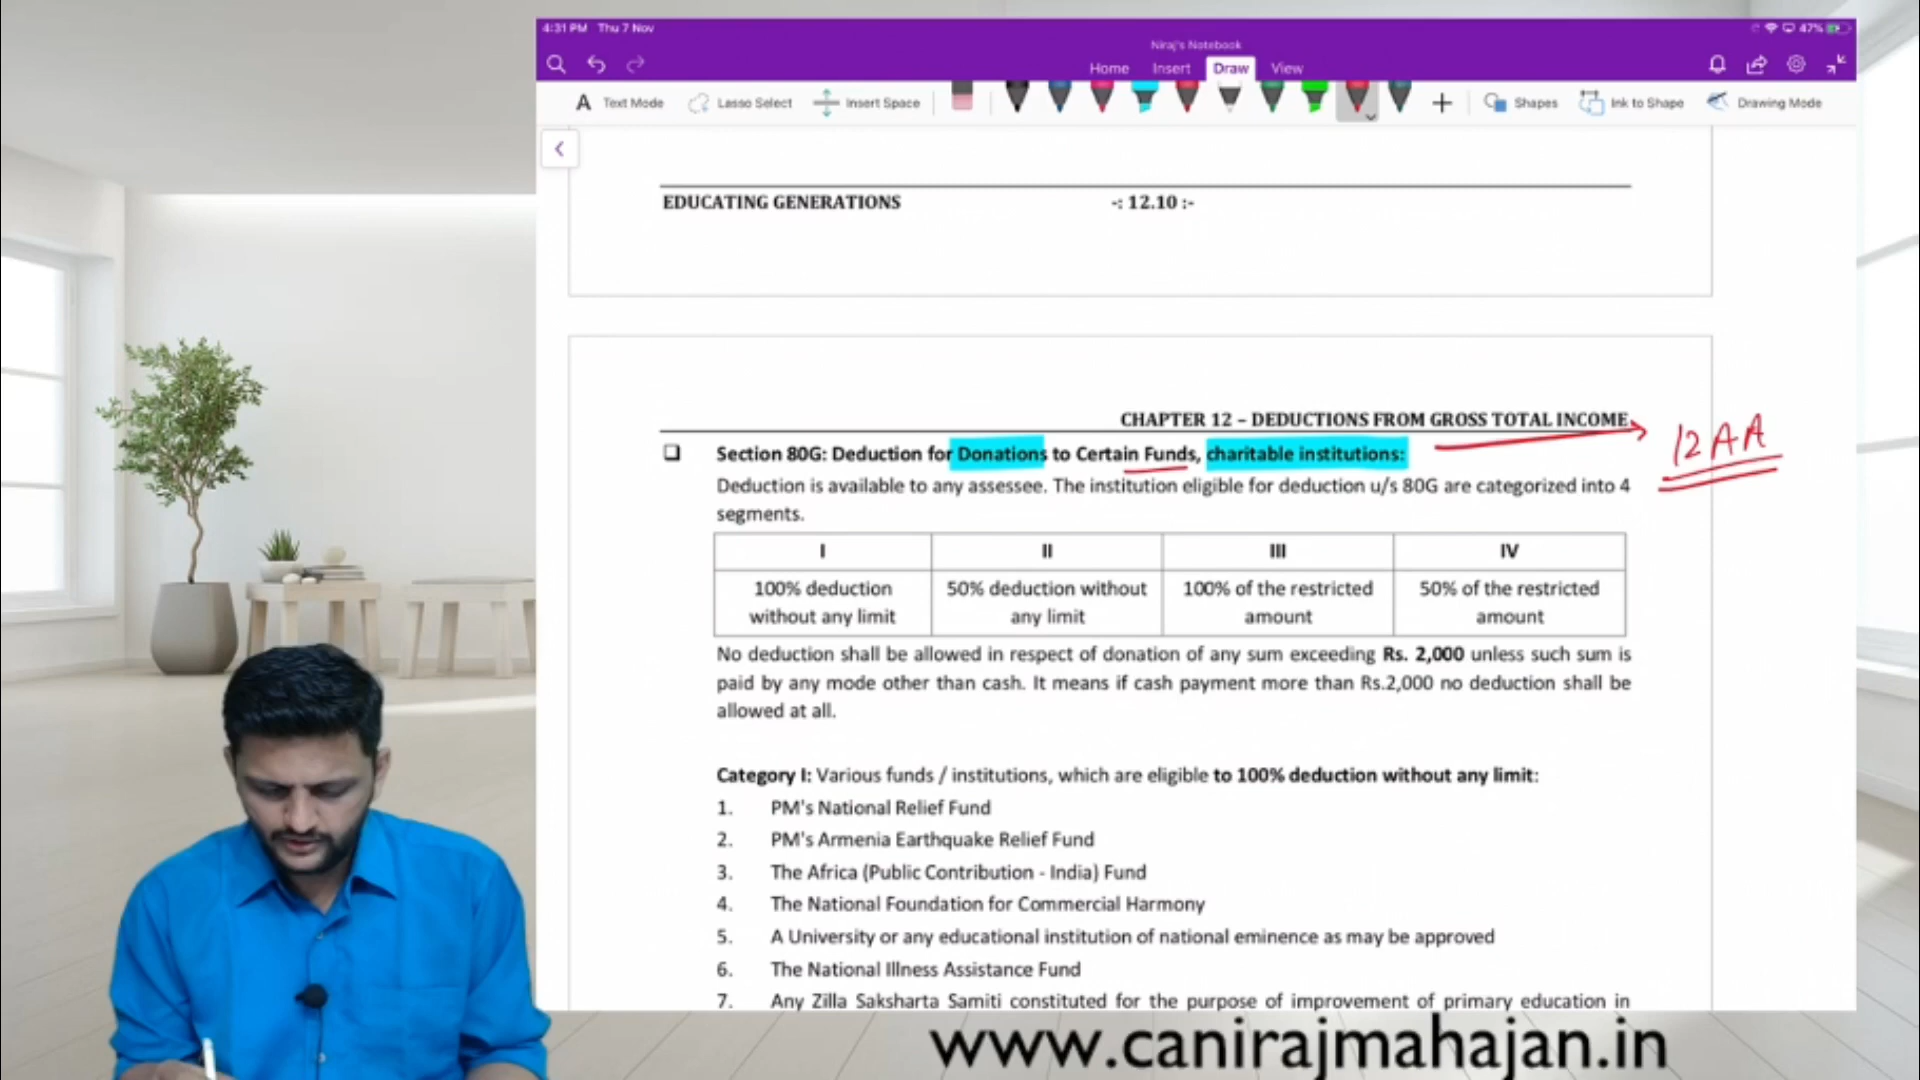 4:31 PM Thu 7 Nov
47%
Niraj's Notebook
Home Insert Draw View
A Text Mode Lasso Select Insert Space Shapes Ink to Shape Drawing Mode
EDUCATING GENERATIONS -: 12.10 :-
CHAPTER 12 – DEDUCTIONS FROM GROSS TOTAL INCOME
12AA
Section 80G: Deduction for Donations to Certain Funds, charitable institutions:
Deduction is available to any assessee. The institution eligible for deduction u/s 80G are categorized into 4
segments.
I II III IV
100% deduction 50% deduction without 100% of the restricted 50% of the restricted
without any limit any limit amount amount
No deduction shall be allowed in respect of donation of any sum exceeding Rs. 2,000 unless such sum is
paid by any mode other than cash. It means if cash payment more than Rs.2,000 no deduction shall be
allowed at all.
Category I: Various funds / institutions, which are eligible to 100% deduction without any limit:
1. PM's National Relief Fund
2. PM's Armenia Earthquake Relief Fund
3. The Africa (Public Contribution - India) Fund
4. The National Foundation for Commercial Harmony
5. A University or any educational institution of national eminence as may be approved
6. The National Illness Assistance Fund
7. Any Zilla Saksharta Samiti constituted for the purpose of improvement of primary education in
www.canirajmahajan.in